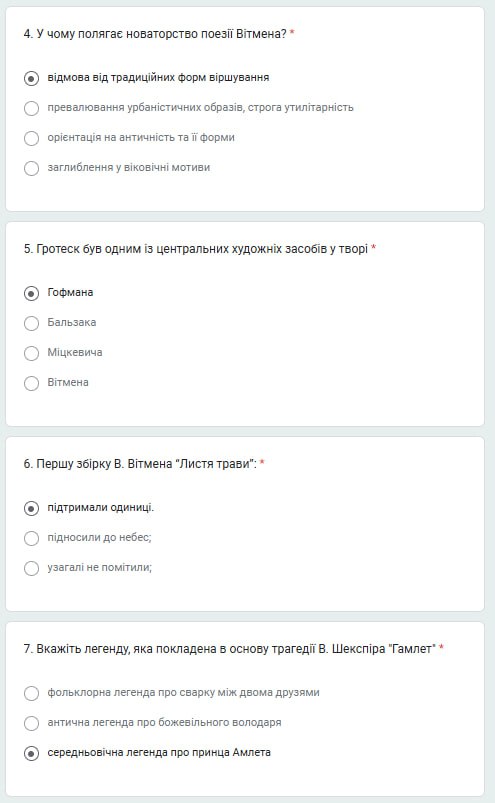 4. У чому полягає новаторство поезії Вітмена? *
відмова від традиційних форм віршування
превалювання урбаністичних образів, строга утилітарність
орієнтація на античність та її форми
заглиблення у віковічні мотиви
5. Гротеск був одним із центральних художніх засобів у творі *
Гофмана
Бальзака
Міцкевича
Вітмена
6. Першу збірку В. Вітмена “Листя трави”: *
підтримали одиниці.
підносили до небес;
узагалі не помітили;
7. Вкажіть легенду, яка покладена в основу трагедії В. Шекспіра "Гамлет" *
фольклорна легенда про сварку між двома друзями
антична легенда про божевільного володаря
середньовічна легенда про принца Амлета